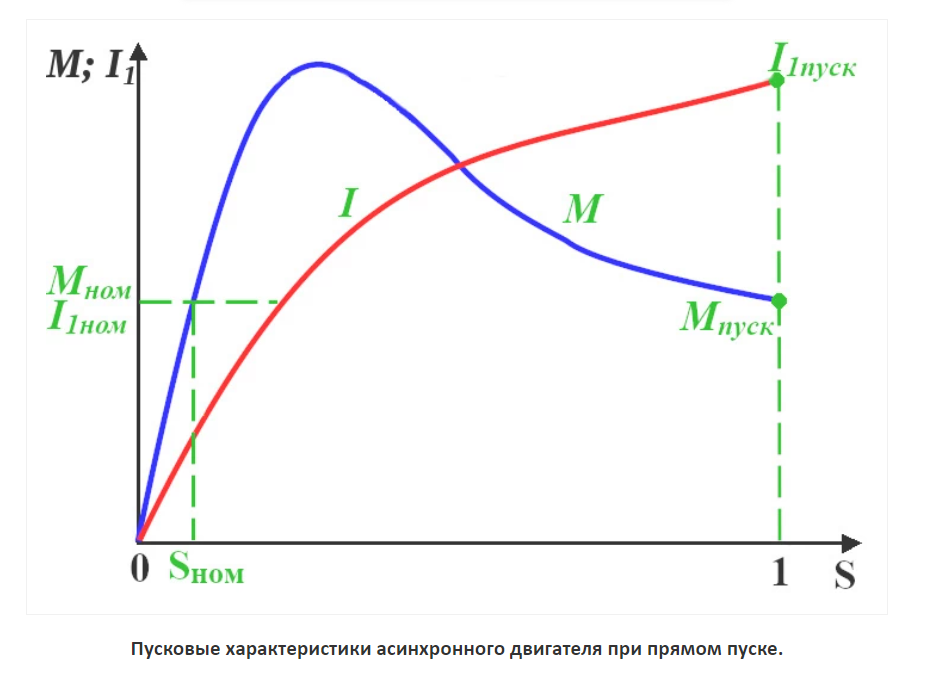 M; I₁
I₁пуск
I
M
Mном
I₁ном
Mпуск
0
Sном
1
S
Пусковые характеристики асинхронного двигателя при прямом пуске.